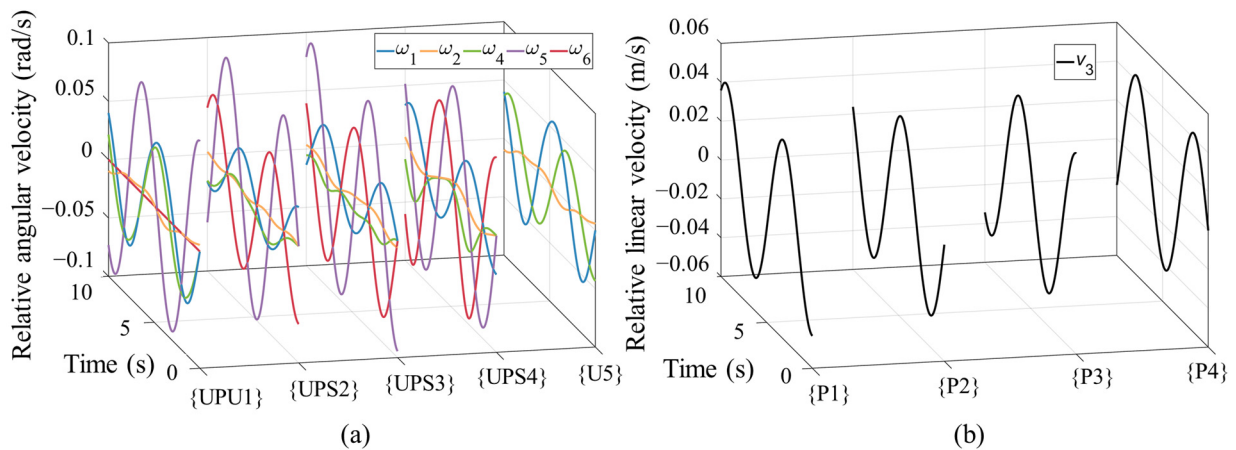 Relative angular velocity (rad/s)
0.1
0.05
0
−0.05
−0.1
10
5
0
Time (s)
ω1 ω2 ω4 ω5 ω6
{UPU1}
{UPS2}
{UPS3}
{UPS4}
{U5}
(a)
Relative linear velocity (m/s)
0.06
0.04
0.02
0
−0.02
−0.04
−0.06
10
5
0
Time (s)
v3
{P1}
{P2}
{P3}
{P4}
(b)